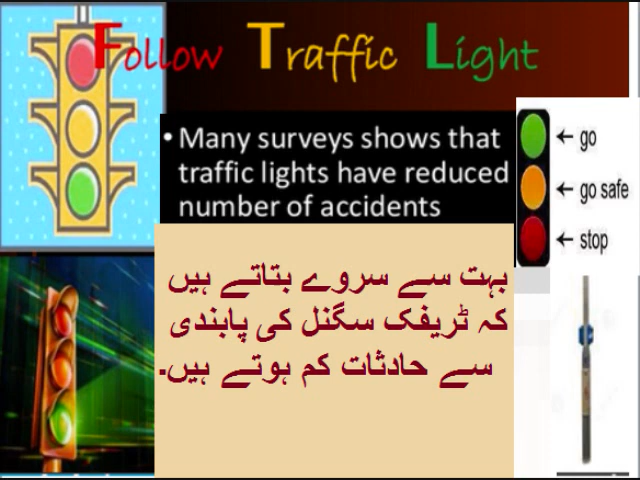 Follow Traffic Light
• Many surveys shows that
traffic lights have reduced
number of accidents
← go
← go safe
← stop
بہت سے سروے بتاتے ہیں
کہ ٹریفک سگنل کی پابندی
سے حادثات کم ہوتے ہیں۔